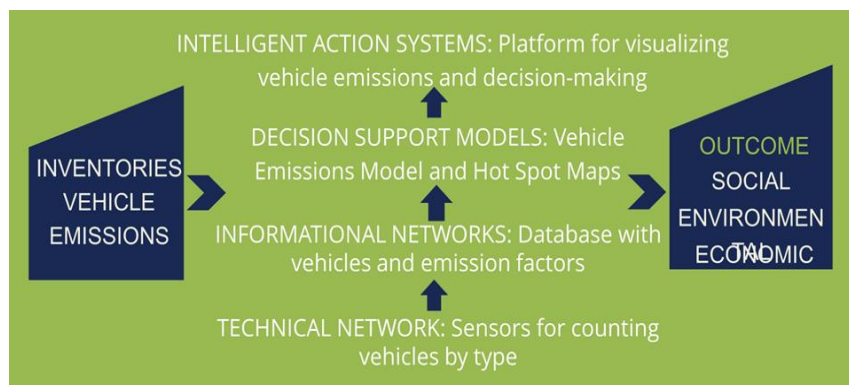 INVENTORIES
VEHICLE
EMISSIONS
INTELLIGENT ACTION SYSTEMS: Platform for visualizing
vehicle emissions and decision-making
DECISION SUPPORT MODELS: Vehicle
Emissions Model and Hot Spot Maps
INFORMATIONAL NETWORKS: Database with
vehicles and emission factors
TECHNICAL NETWORK: Sensors for counting
vehicles by type
OUTCOME
SOCIAL
ENVIRONMEN
TAL
ECONOMIC